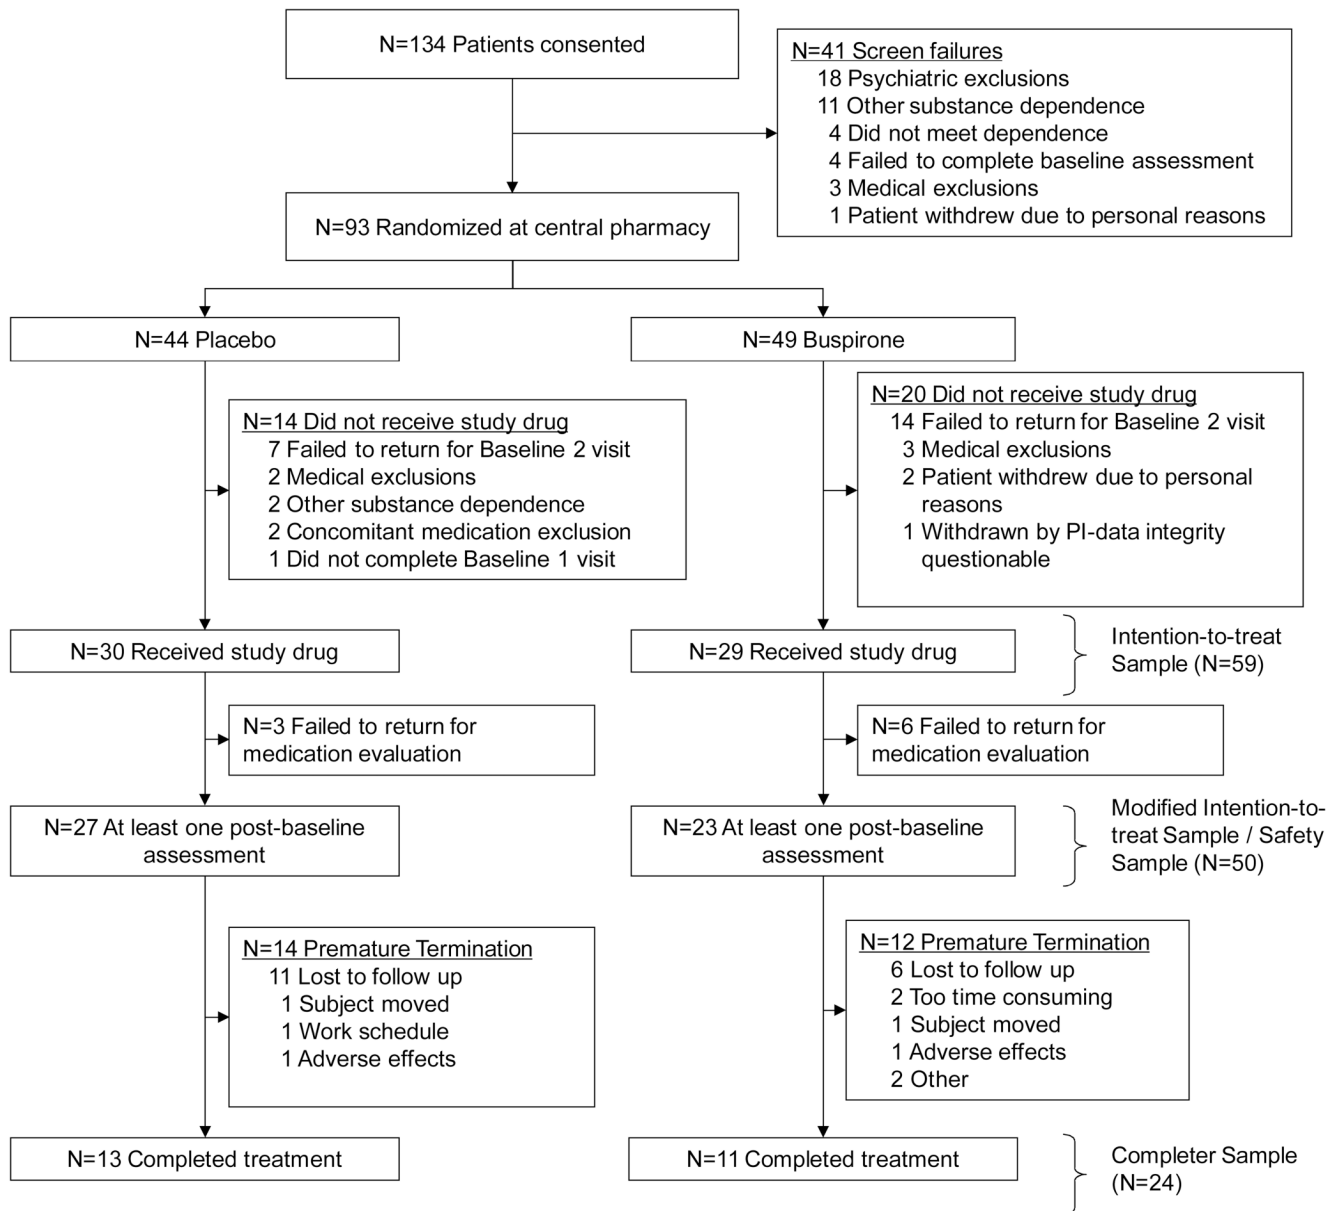 N=134 Patients consented
N=41 Screen failures
18 Psychiatric exclusions
11 Other substance dependence
4 Did not meet dependence
4 Failed to complete baseline assessment
3 Medical exclusions
1 Patient withdrew due to personal reasons
N=93 Randomized at central pharmacy
N=44 Placebo
N=49 Buspirone
N=14 Did not receive study drug
7 Failed to return for Baseline 2 visit
2 Medical exclusions
2 Other substance dependence
2 Concomitant medication exclusion
1 Did not complete Baseline 1 visit
N=20 Did not receive study drug
14 Failed to return for Baseline 2 visit
3 Medical exclusions
2 Patient withdrew due to personal
reasons
1 Withdrawn by PI-data integrity
questionable
N=30 Received study drug
N=29 Received study drug
Intention-to-treat
Sample (N=59)
N=3 Failed to return for
medication evaluation
N=6 Failed to return for
medication evaluation
N=27 At least one post-baseline
assessment
N=23 At least one post-baseline
assessment
Modified Intention-to-
treat Sample / Safety
Sample (N=50)
N=14 Premature Termination
11 Lost to follow up
1 Subject moved
1 Work schedule
1 Adverse effects
N=12 Premature Termination
6 Lost to follow up
2 Too time consuming
1 Subject moved
1 Adverse effects
2 Other
N=13 Completed treatment
N=11 Completed treatment
Completer Sample
(N=24)